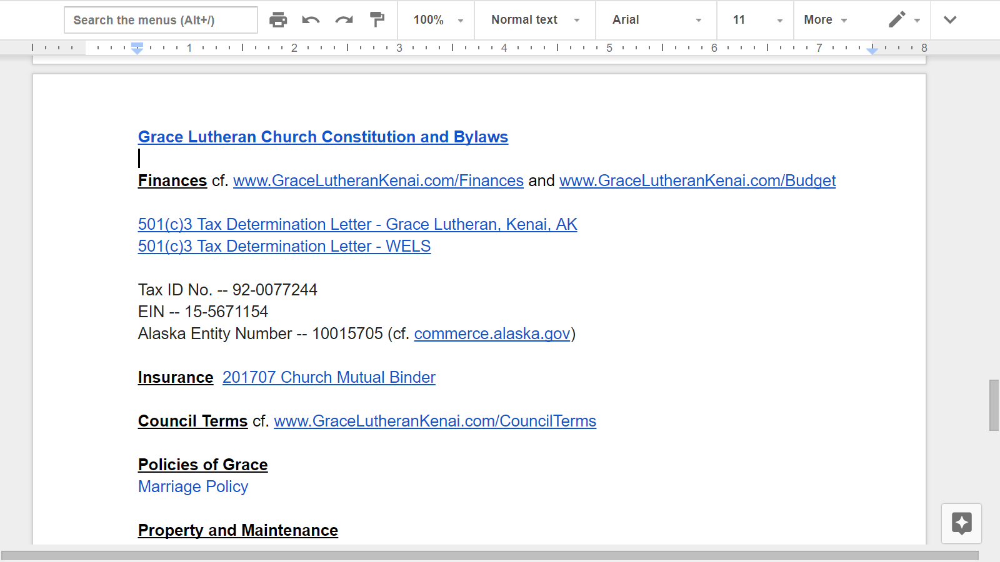 Search the menus (Alt+/)
100%
Normal text
Arial
11
More
1 2 3 4 5 6 7 8
Grace Lutheran Church Constitution and Bylaws
Finances cf. www.GraceLutheranKenai.com/Finances and www.GraceLutheranKenai.com/Budget
501(c)3 Tax Determination Letter - Grace Lutheran, Kenai, AK
501(c)3 Tax Determination Letter - WELS
Tax ID No. -- 92-0077244
EIN -- 15-5671154
Alaska Entity Number -- 10015705 (cf. commerce.alaska.gov)
Insurance 201707 Church Mutual Binder
Council Terms cf. www.GraceLutheranKenai.com/CouncilTerms
Policies of Grace
Marriage Policy
Property and Maintenance